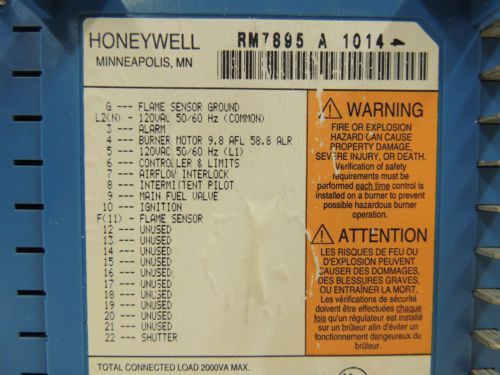 HONEYWELL
MINNEAPOLIS, MN
RM7895 A 1014
G --- FLAME SENSOR GROUND
L2(N) - 120VAL 50/60 Hz (COMMON)
3 --- ALARM
4 --- BURNER MOTOR 9.8 AFL 58.8 ALR
5 --- 120VAC 50/60 Hz (L1)
6 --- CONTROLLER & LIMITS
7 --- AIRFLOW INTERLOCK
8 --- INTERMITTENT PILOT
9 --- MAIN FUEL VALVE
10 --- IGNITION
F(11) - FLAME SENSOR
12 --- UNUSED
13 --- UNUSED
14 --- UNUSED
15 --- UNUSED
16 --- UNUSED
17 --- UNUSED
18 --- UNUSED
19 --- UNUSED
20 --- UNUSED
21 --- UNUSED
22 --- SHUTTER
TOTAL CONNECTED LOAD 2000VA MAX.
WARNING
FIRE OR EXPLOSION
HAZARD CAN CAUSE
PROPERTY DAMAGE,
SEVERE INJURY, OR DEATH.
Verification of safety
requirements must be
performed each time control is
installed on a burner to prevent
possible hazardous burner
operation.
ATTENTION
LES RISQUES DE FEU OU
D'EXPLOSION PEUVENT
CAUSER DES DOMMAGES,
DES BLESSURES GRAVES,
OU ENTRAÎNER LA MORT.
Les vérifications de sécurité
doivent être effectuées chaque
fois qu'un régulateur est installé
sur un brûleur afin d'éviter un
fonctionnement dangereux du
brûleur.